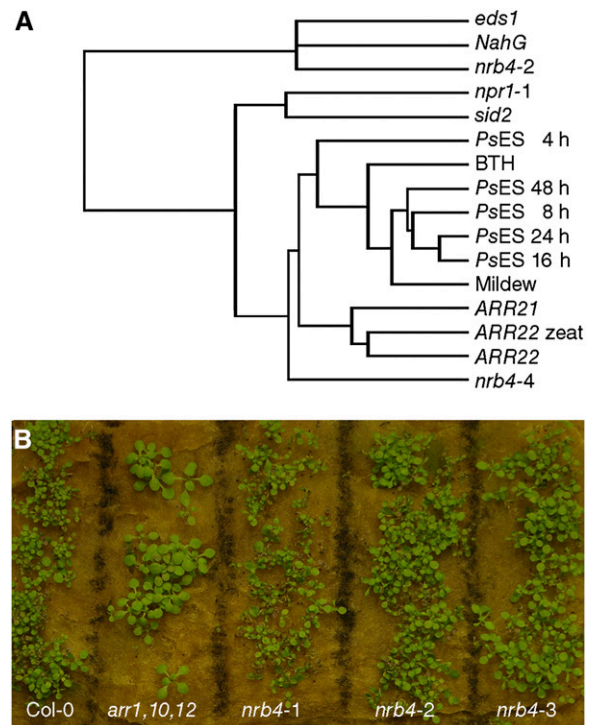 A
eds1
NahG
nrb4-2
npr1-1
sid2
PsES 4 h
BTH
PsES 48 h
PsES 8 h
PsES 24 h
PsES 16 h
Mildew
ARR21
ARR22 zeat
ARR22
nrb4-4
B
Col-0 arr1,10,12 nrb4-1 nrb4-2 nrb4-3